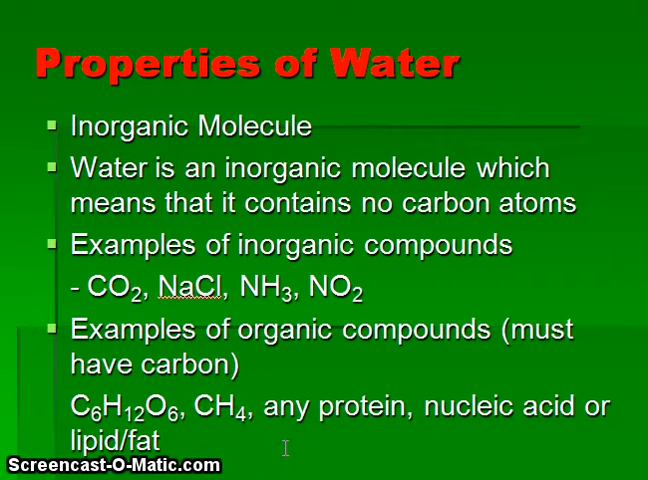 Properties of Water
Inorganic Molecule
Water is an inorganic molecule which
means that it contains no carbon atoms
Examples of inorganic compounds
- CO₂, NaCl, NH₃, NO₂
Examples of organic compounds (must
have carbon)
C₆H₁₂O₆, CH₄, any protein, nucleic acid or
lipid/fat
Screencast-O-Matic.com